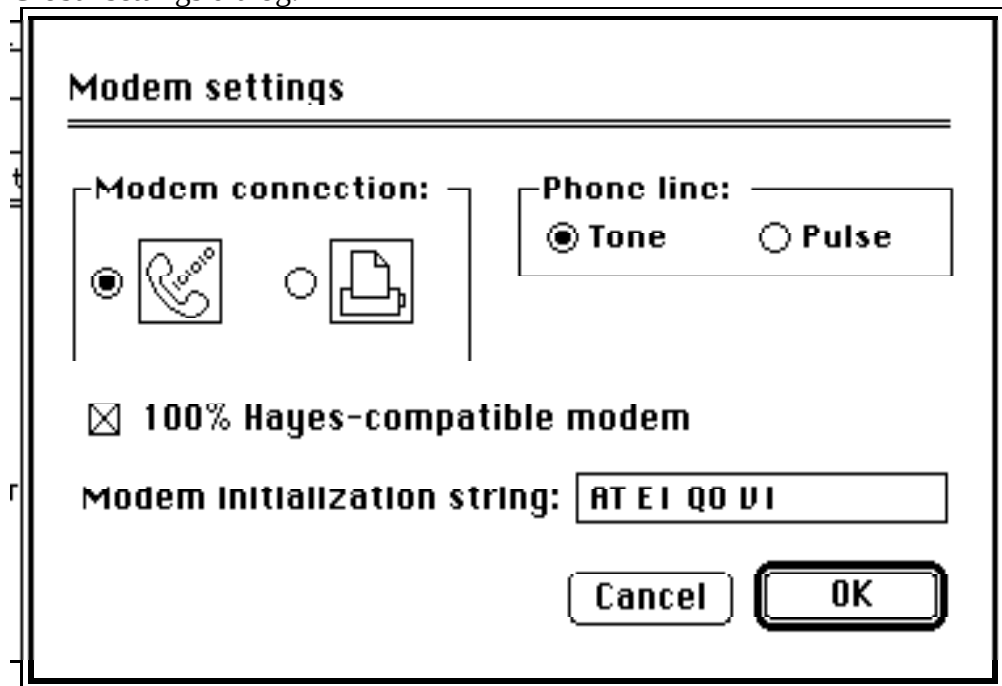 Modem settings
Modem connection:
Phone line:
Tone
Pulse
100% Hayes-compatible modem
Modem initialization string: AT E1 Q0 V1
Cancel
OK